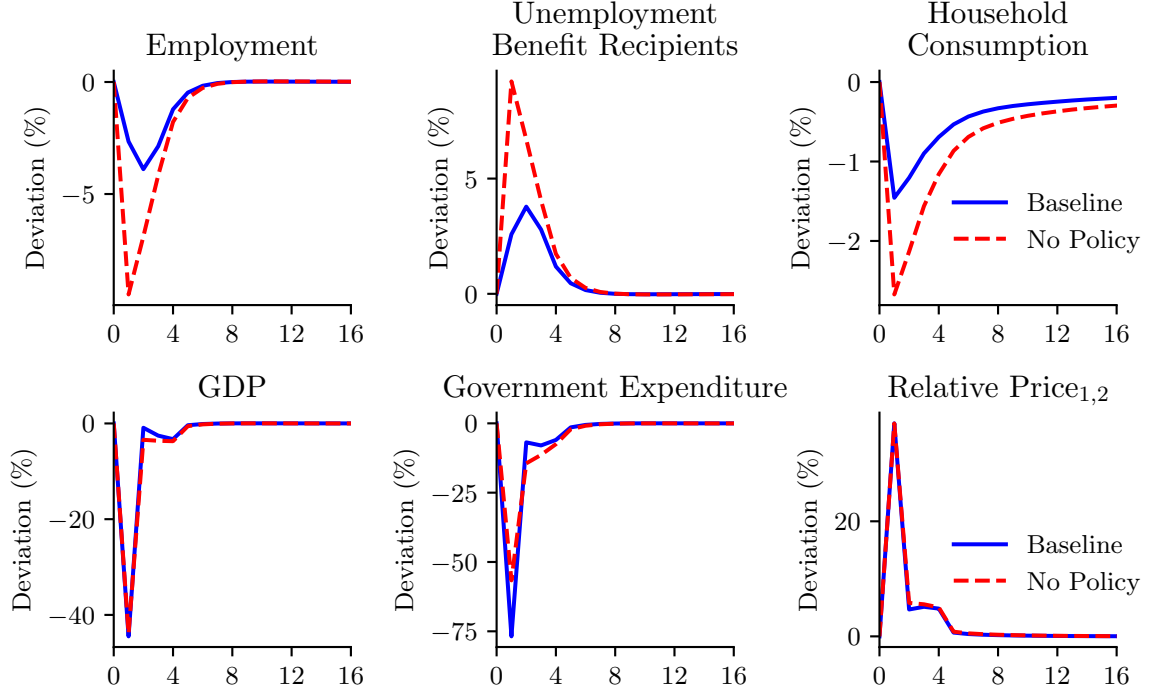 Employment
Unemployment
Benefit Recipients
Household
Consumption
Deviation (%)
0
−5
0 4 8 12 16
Deviation (%)
5
0
0 4 8 12 16
Deviation (%)
0
−1
−2
Baseline
No Policy
0 4 8 12 16
GDP
Government Expenditure
Relative Price1,2
Deviation (%)
0
−20
−40
0 4 8 12 16
Deviation (%)
0
−25
−50
−75
0 4 8 12 16
Deviation (%)
20
0
Baseline
No Policy
0 4 8 12 16